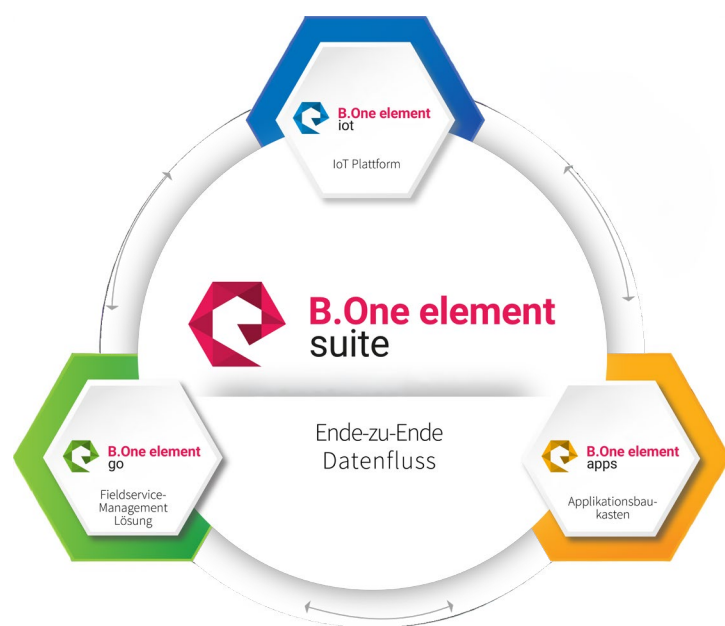 B.One element
iot
IoT Plattform
B.One element
suite
Ende-zu-Ende
Datenfluss
B.One element
go
Fieldservice-
Management
Lösung
B.One element
apps
Applikationsbau-
kasten